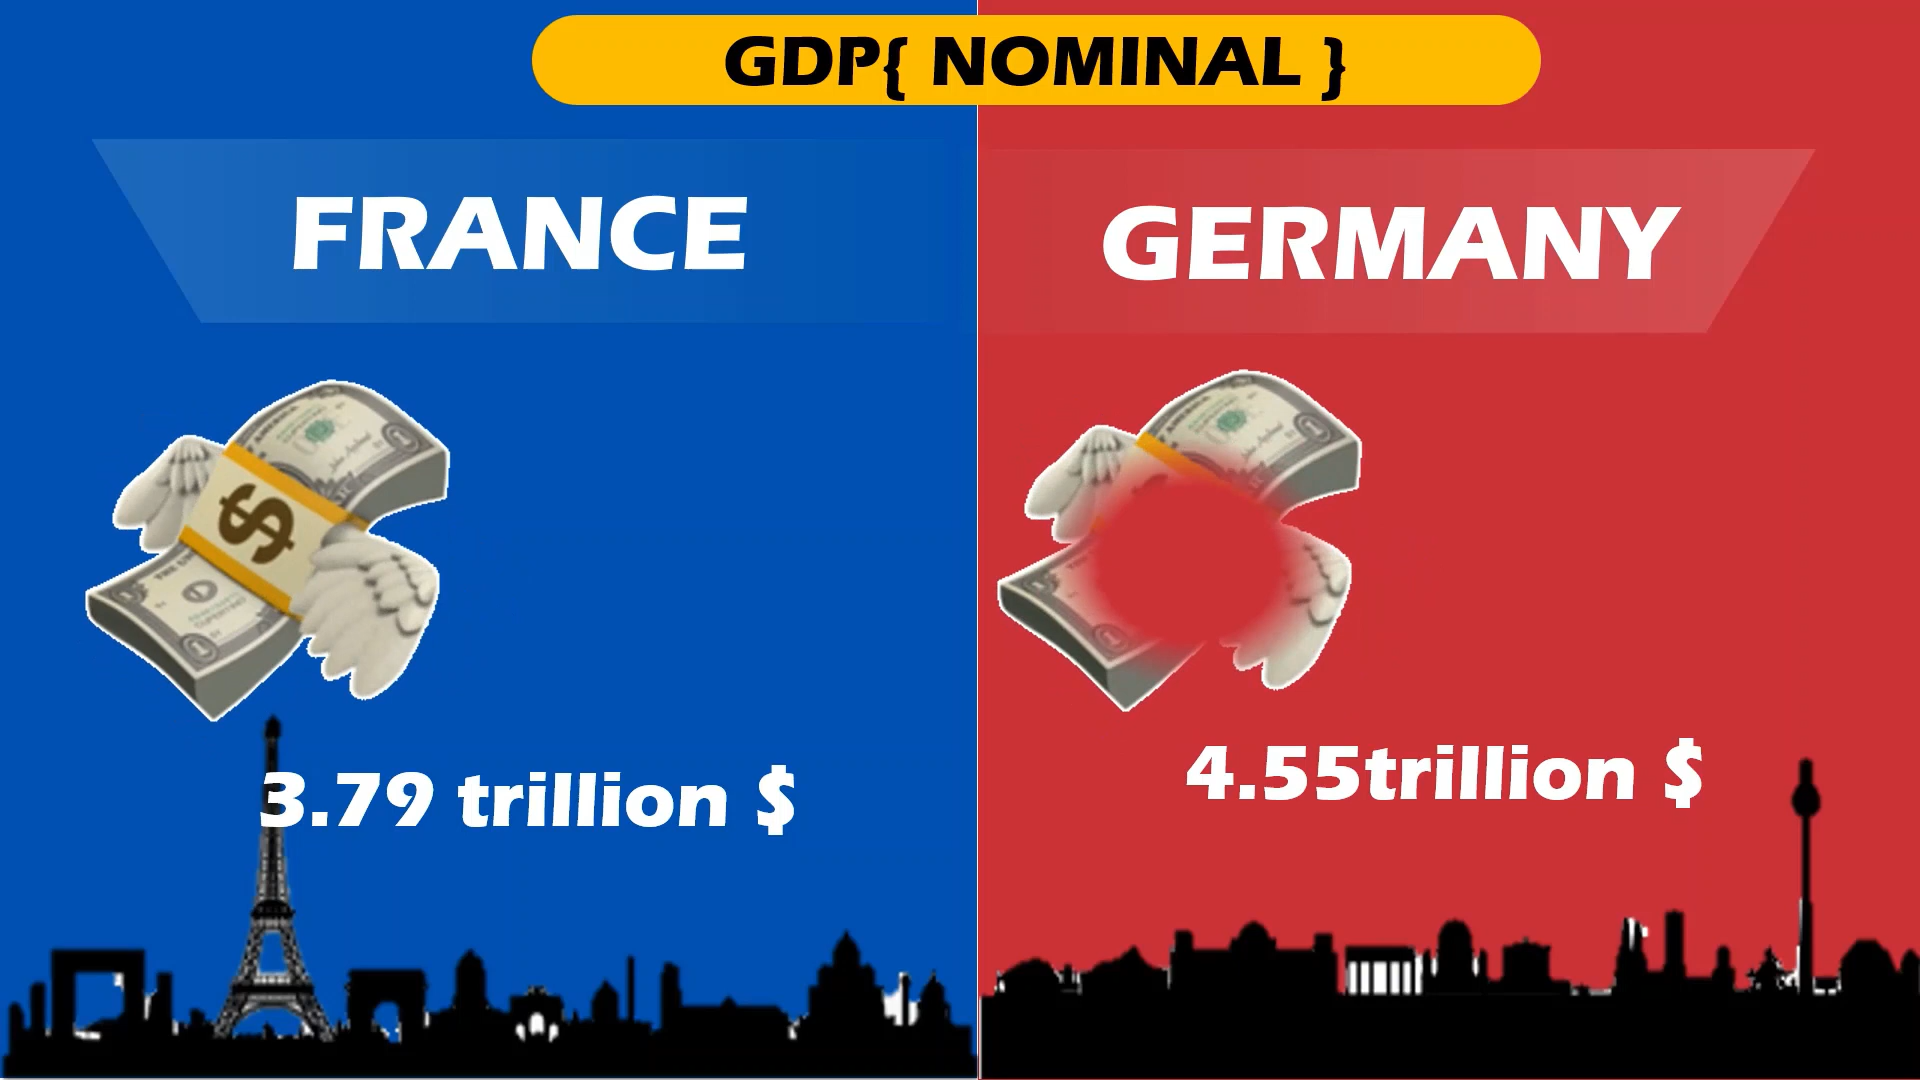 GDP{ NOMINAL }
FRANCE
GERMANY
$
3.79 trillion $
4.55trillion $